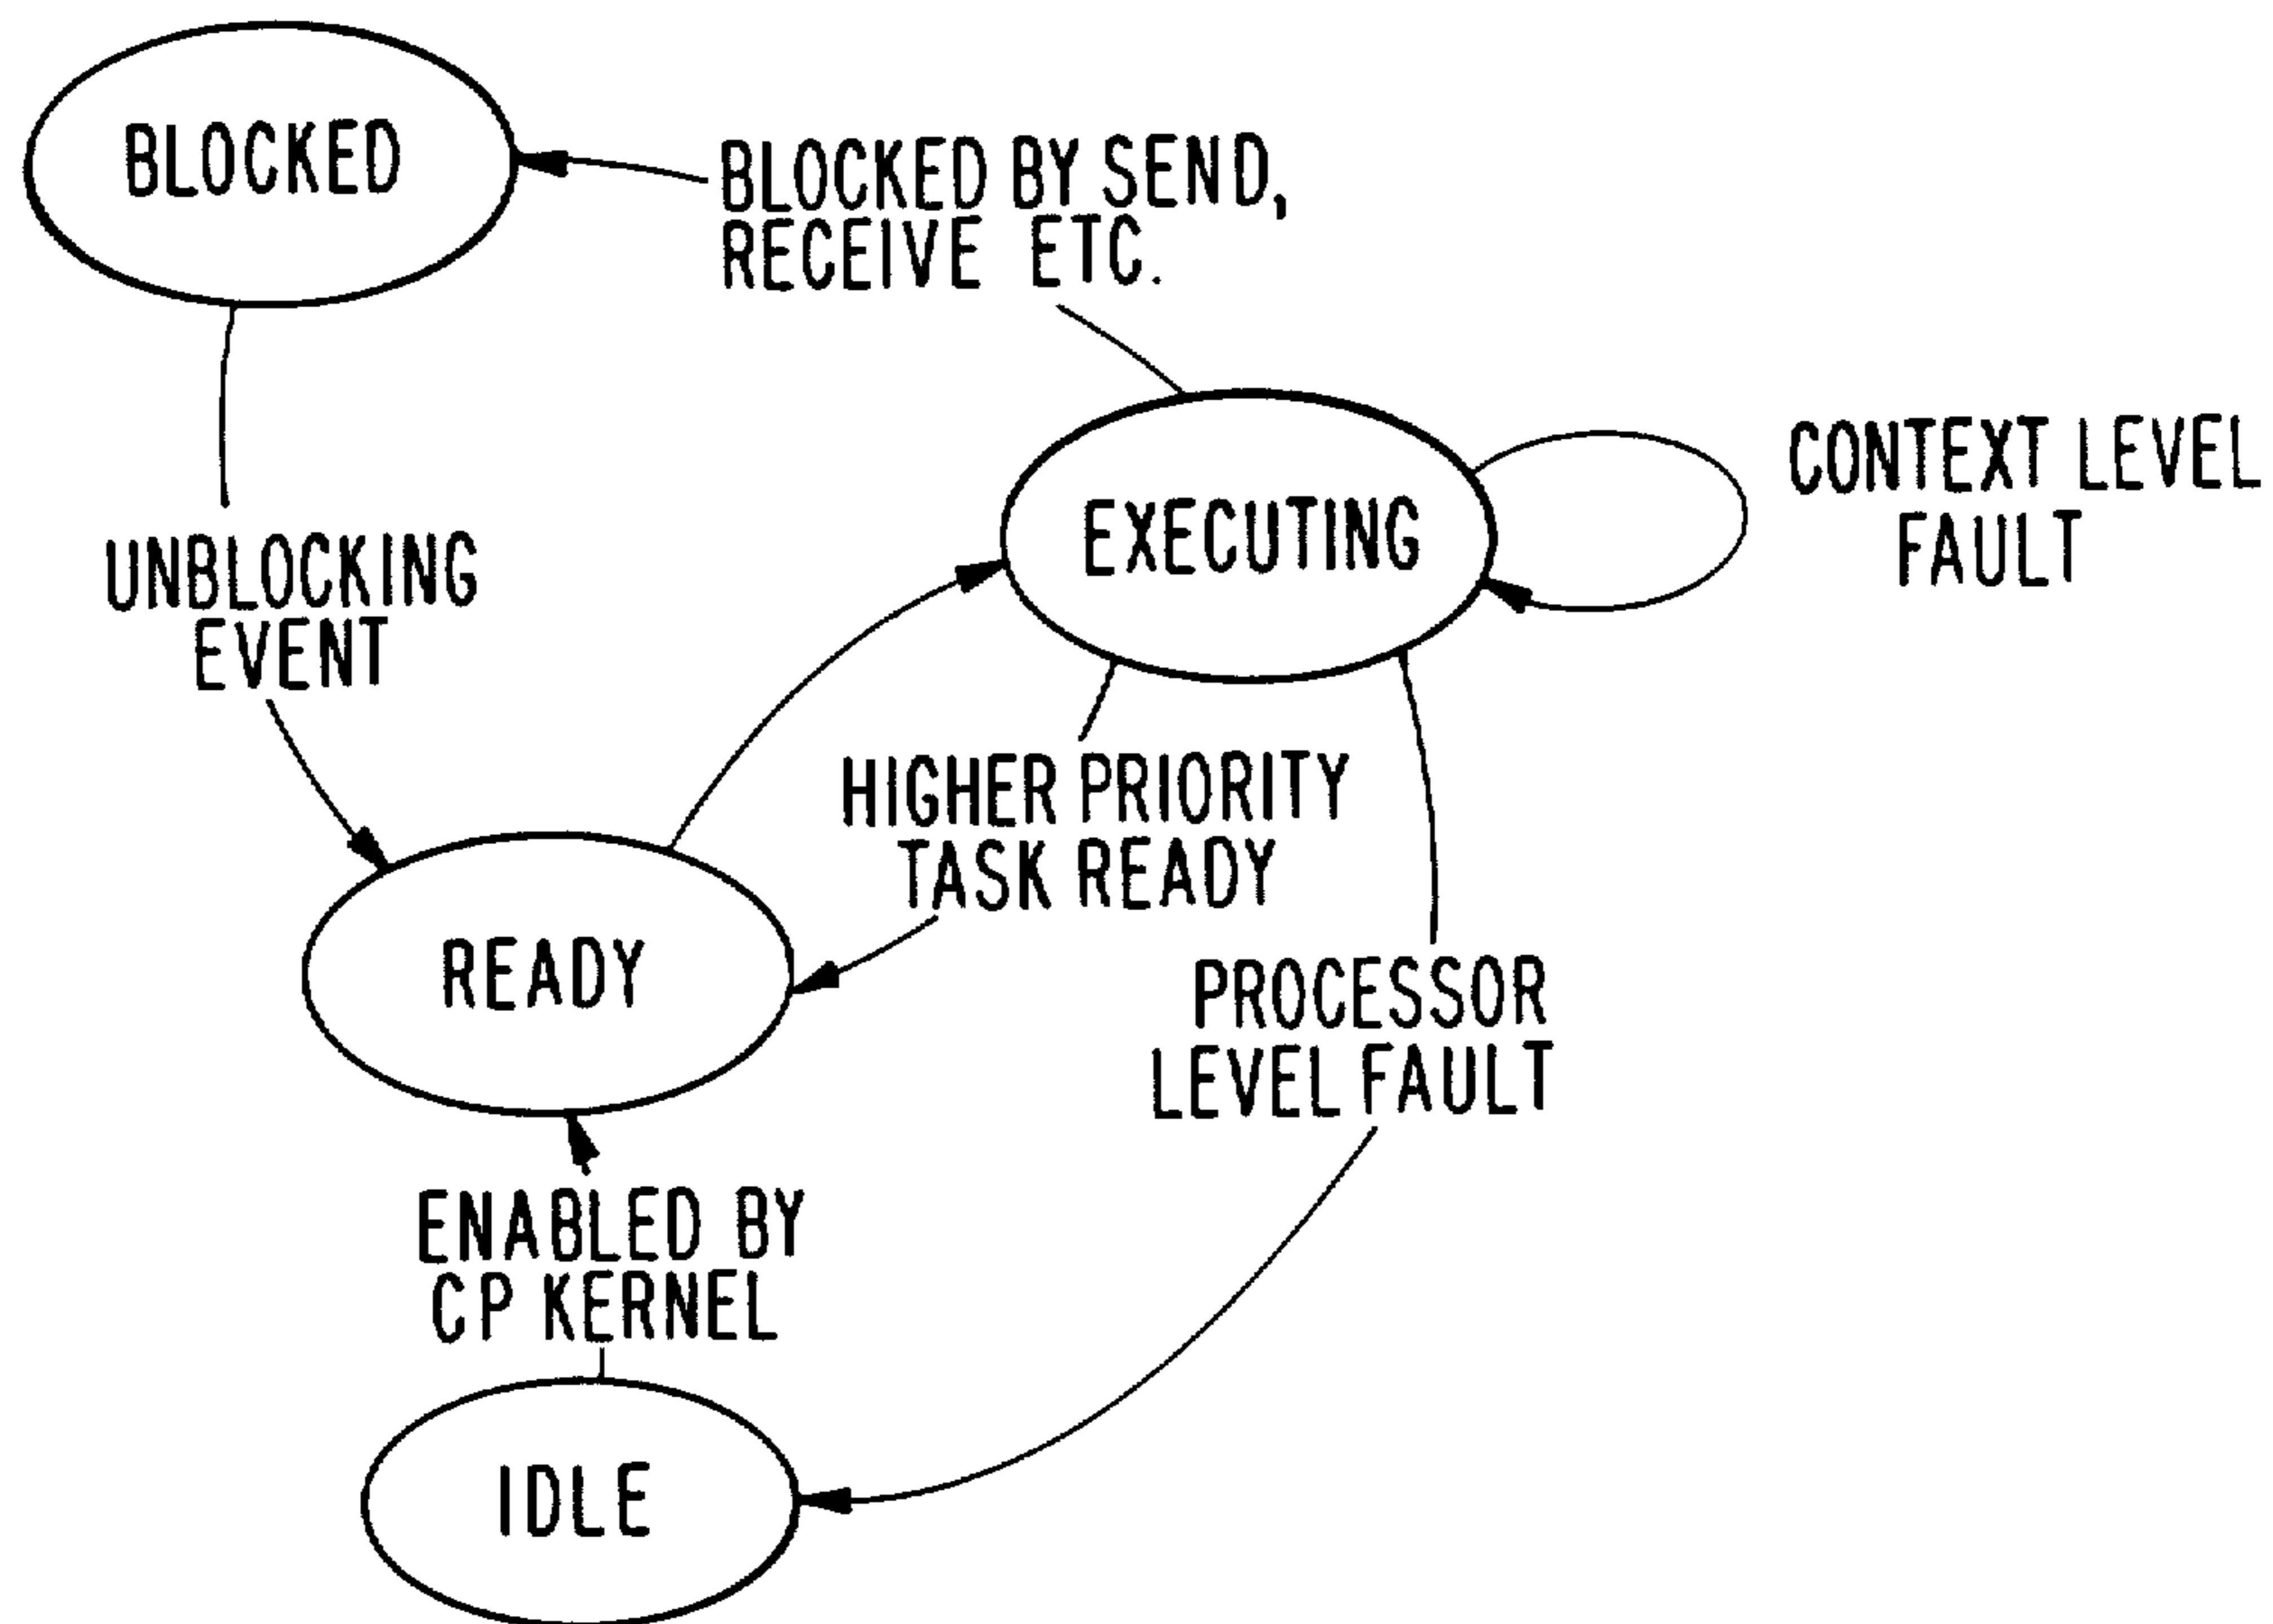 BLOCKED
BLOCKED BY SEND,
RECEIVE ETC.
EXECUTING
CONTEXT LEVEL
FAULT
UNBLOCKING
EVENT
HIGHER PRIORITY
TASK READY
READY
PROCESSOR
LEVEL FAULT
ENABLED BY
CP KERNEL
IDLE